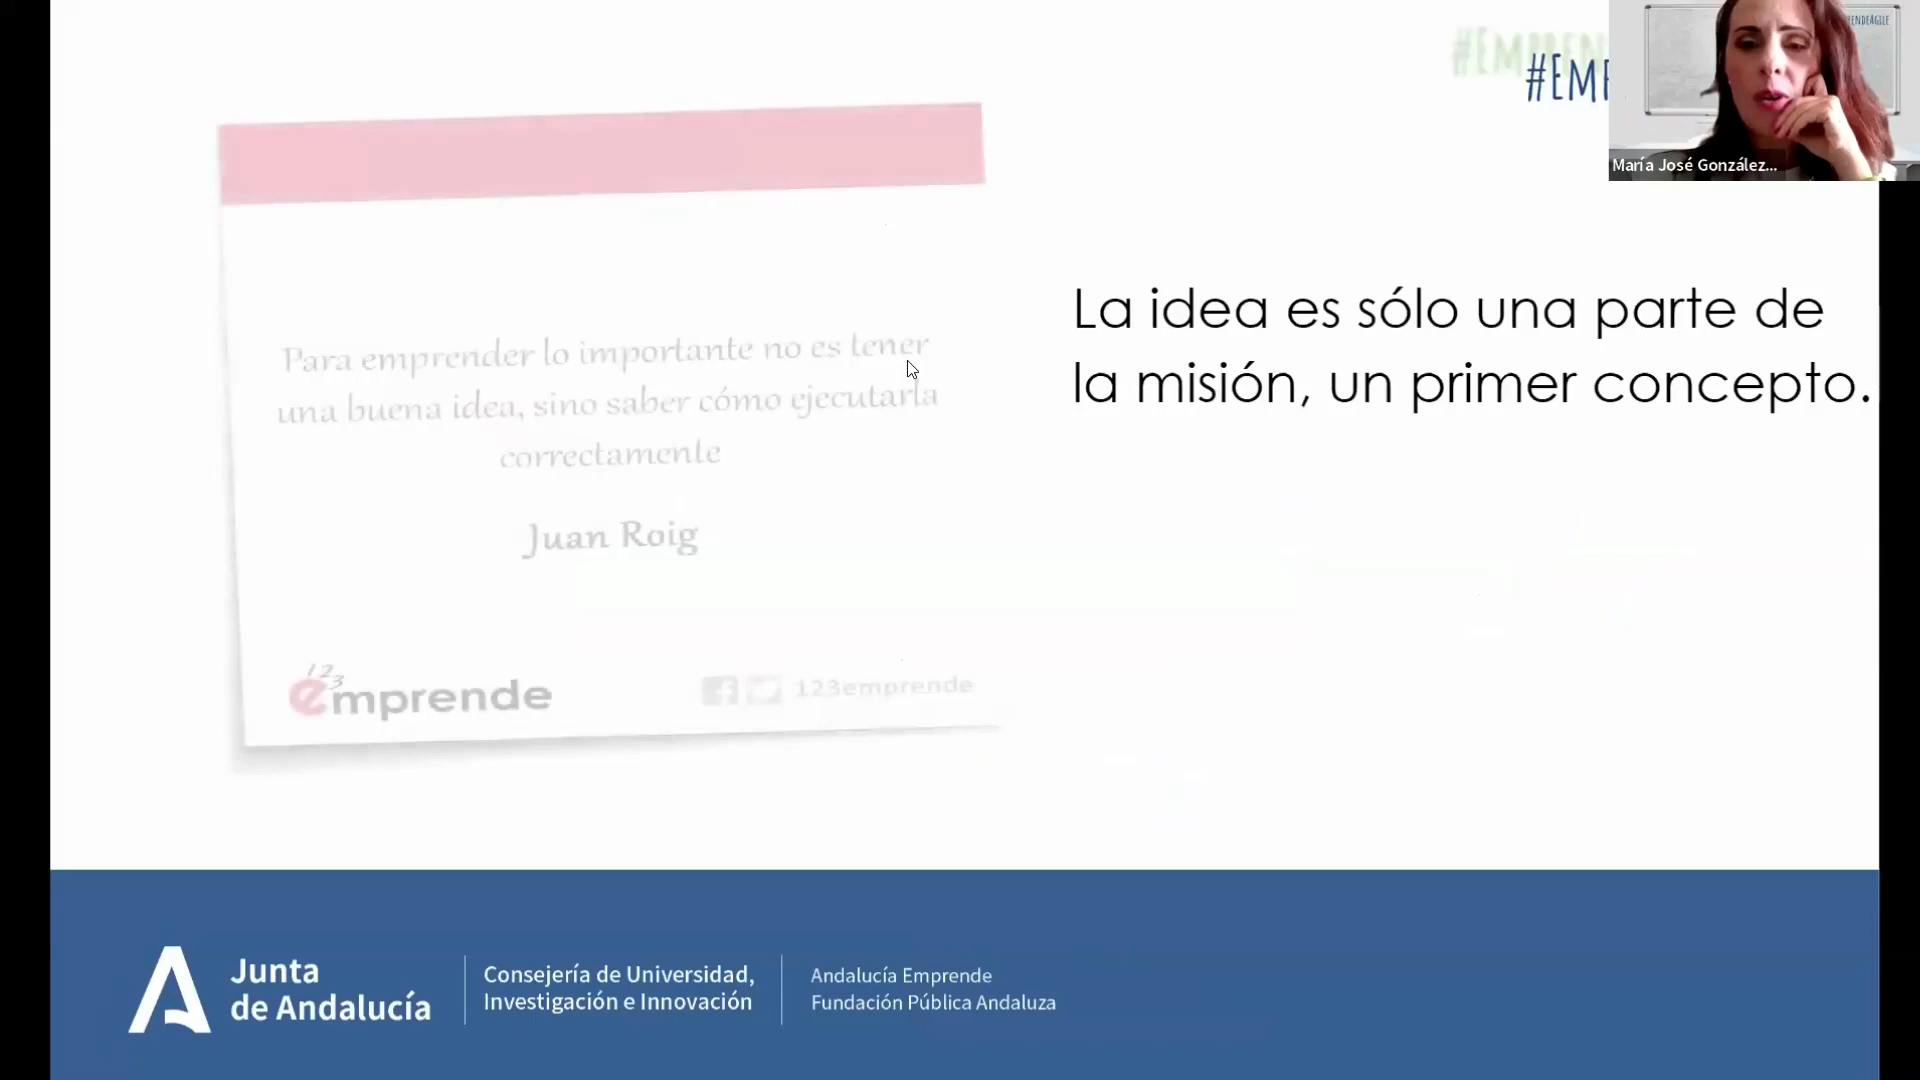 #EMPREN
#EMP
ENDEÁGILE
María José González...
Para emprender lo importante no es tener
una buena idea, sino saber cómo ejecutarla
correctamente
Juan Roig
123
emprende
123emprende
La idea es sólo una parte de
la misión, un primer concepto.
Junta
de Andalucía
Consejería de Universidad,
Investigación e Innovación
Andalucía Emprende
Fundación Pública Andaluza